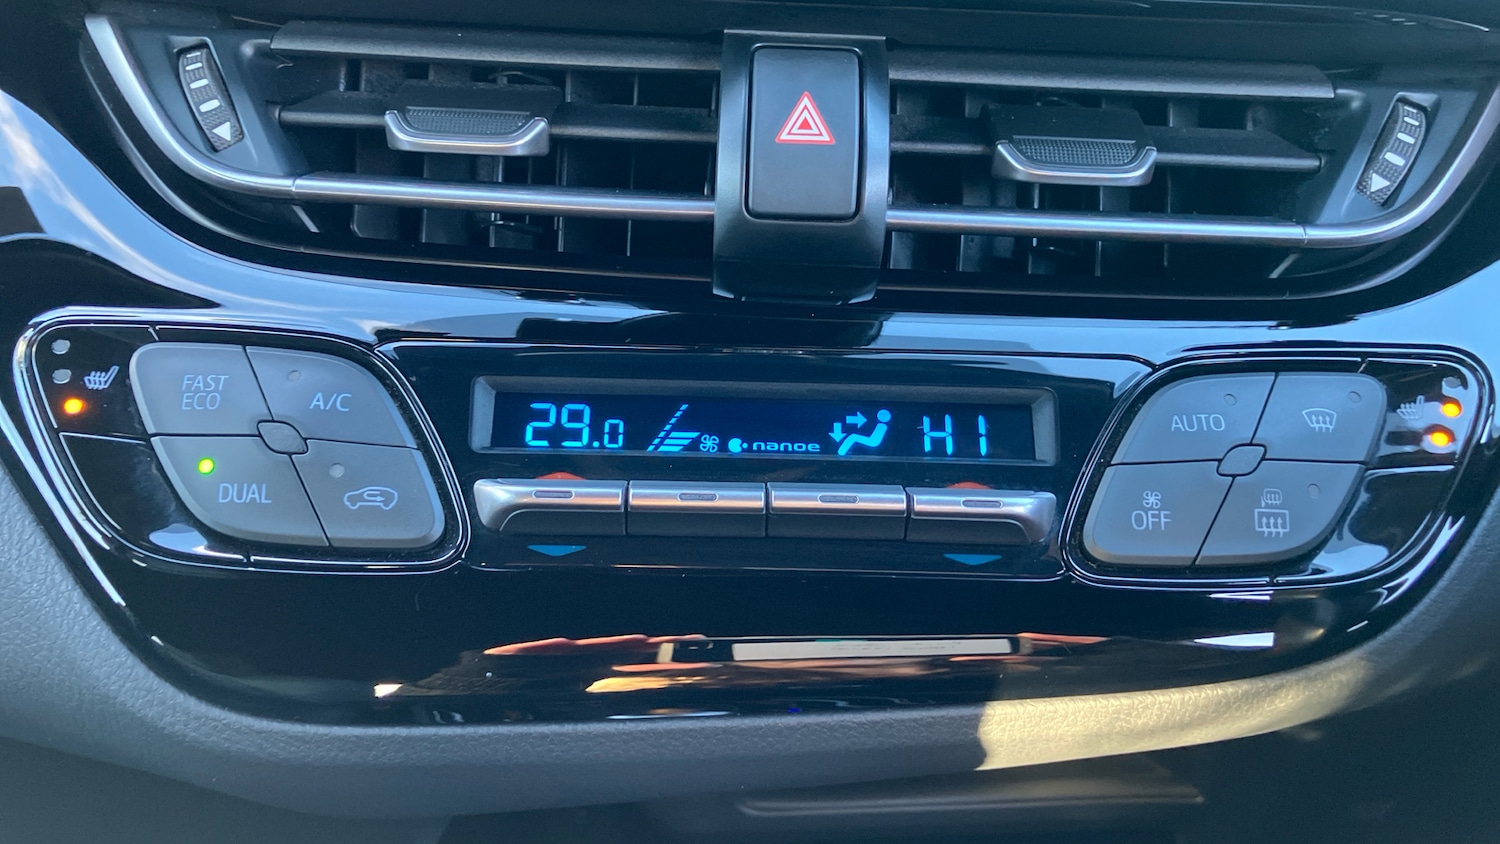 FAST
ECO
A/C
DUAL
29.0
nanoe
HI
AUTO
OFF